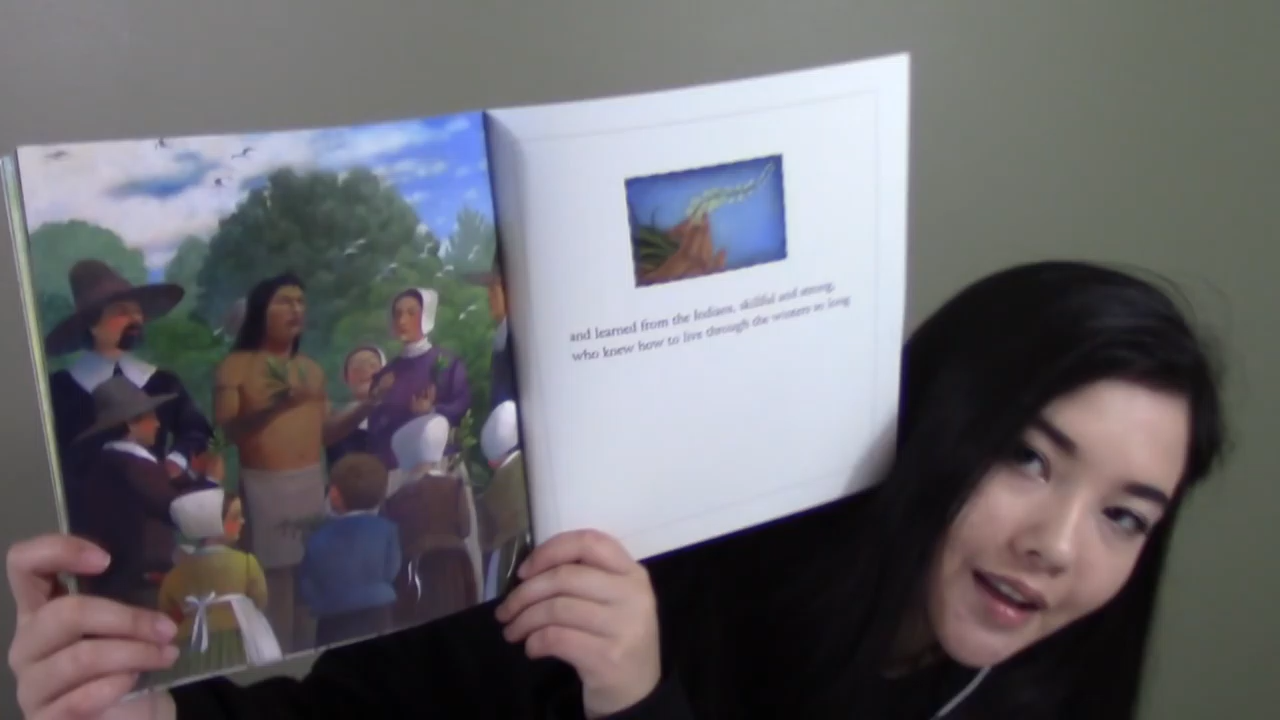 and learned from the Indians, skillful and strong,
who knew how to live through the winters so long